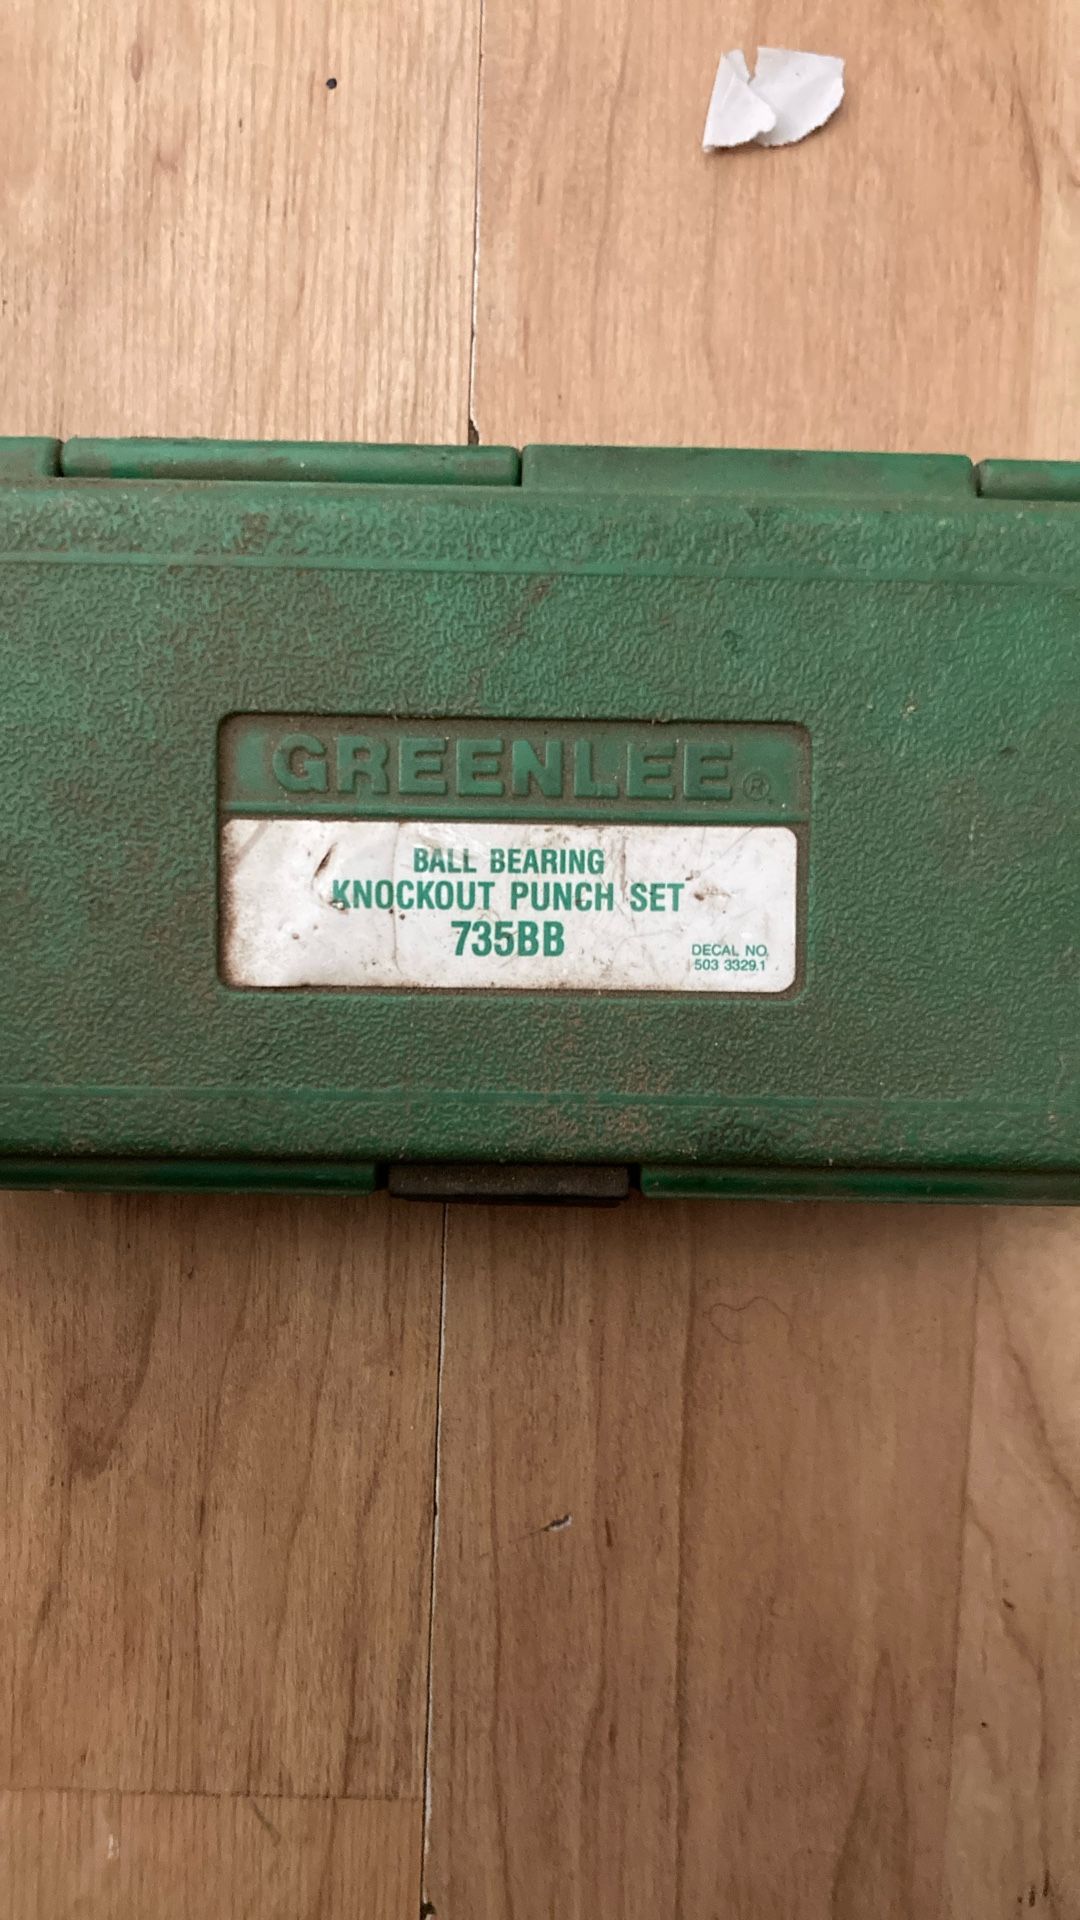 GREENLEE®
BALL BEARING
KNOCKOUT PUNCH SET
735BB
DECAL NO.
503 3329.1